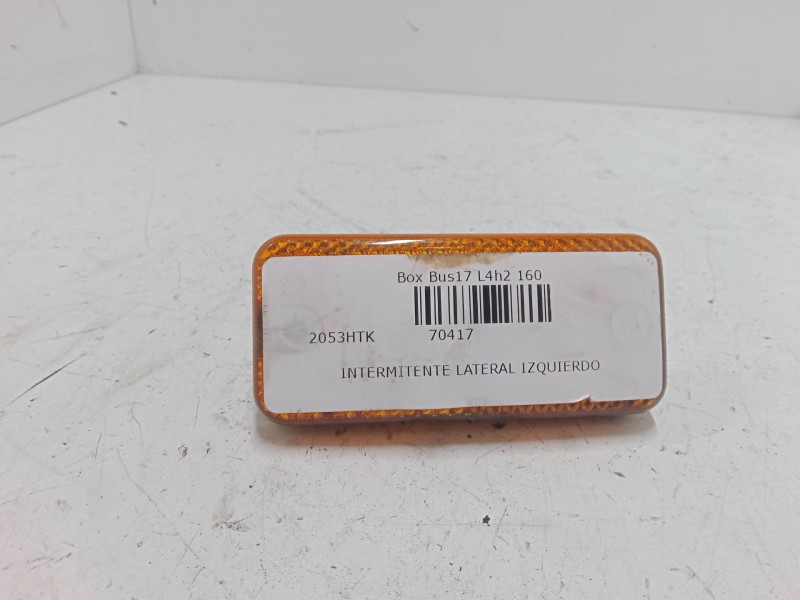 Box Bus17 L4h2 160
2053HTK 70417
INTERMITENTE LATERAL IZQUIERDO